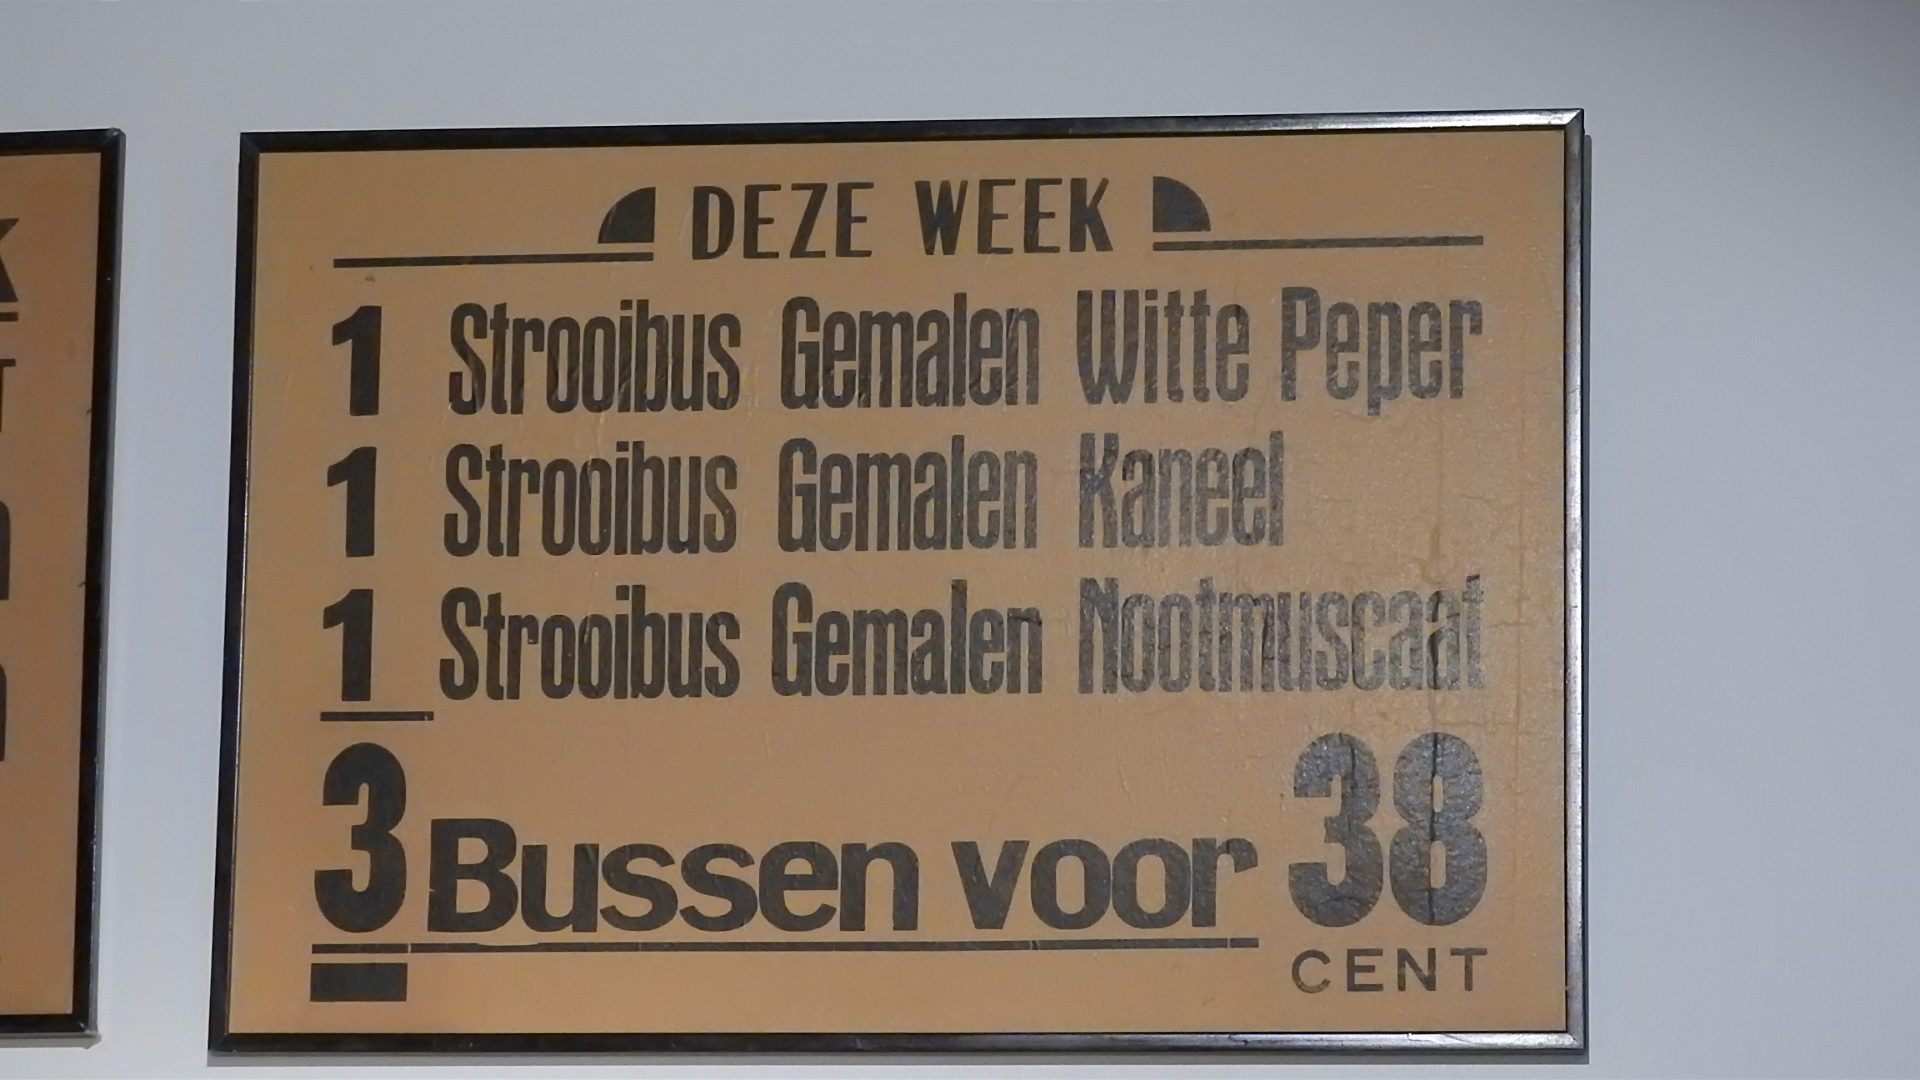 DEZE WEEK
1 Strooibus Gemalen Witte Peper
1 Strooibus Gemalen Kaneel
1 Strooibus Gemalen Nootmuscaat
3 Bussen voor 38
CENT